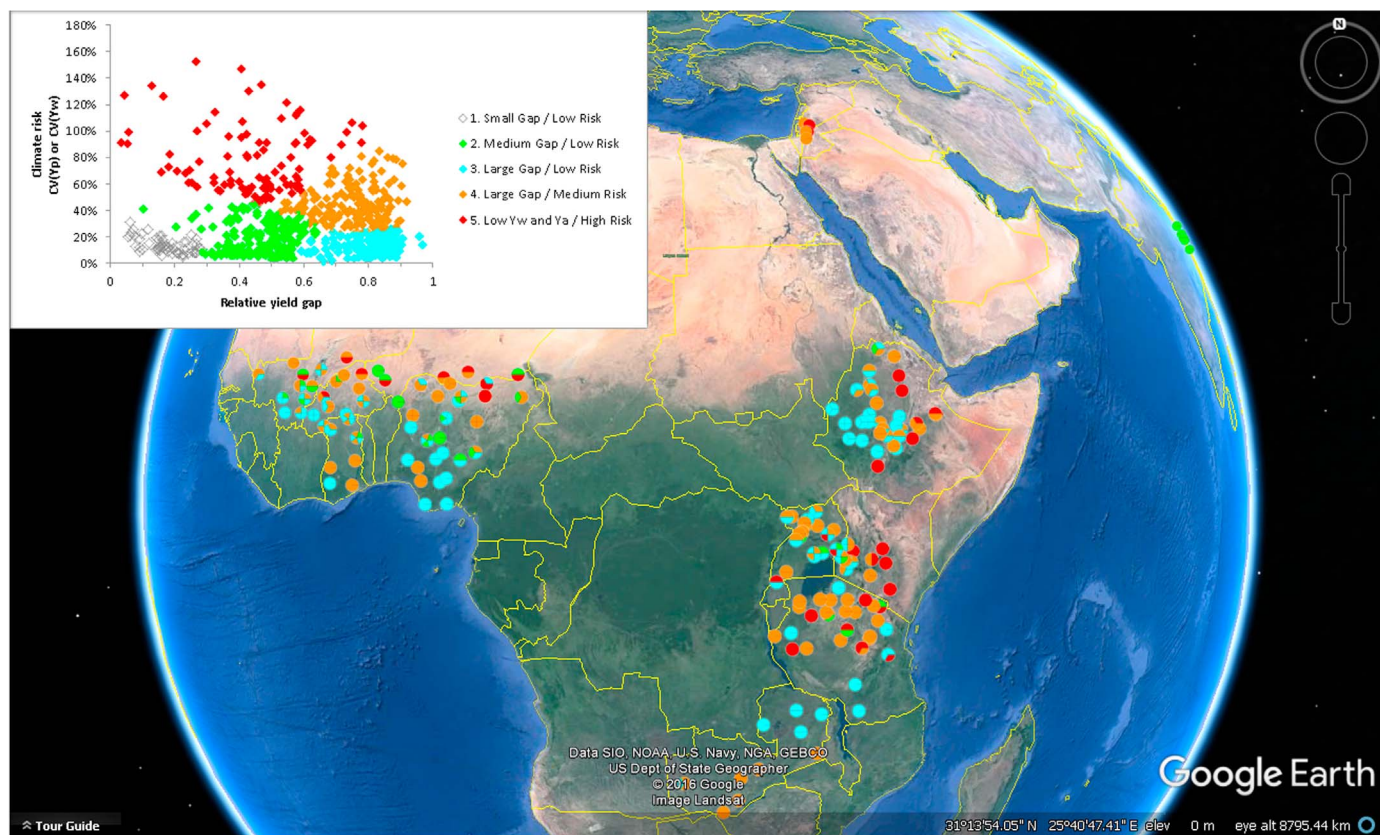 180%
160%
140%
120%
100%
80%
60%
40%
20%
0%
Climate risk
CV(Yp) or CV(Yw)
0 0.2 0.4 0.6 0.8 1
Relative yield gap
1. Small Gap / Low Risk
2. Medium Gap / Low Risk
3. Large Gap / Low Risk
4. Large Gap / Medium Risk
5. Low Yw and Ya / High Risk
N
Data SIO, NOAA, U.S. Navy, NGA, GEBCO
US Dept of State Geographer
© 2016 Google
Image Landsat
Google Earth
Tour Guide
31°13'54.05" N 25°40'47.41" E elev 0 m eye alt 8795.44 km